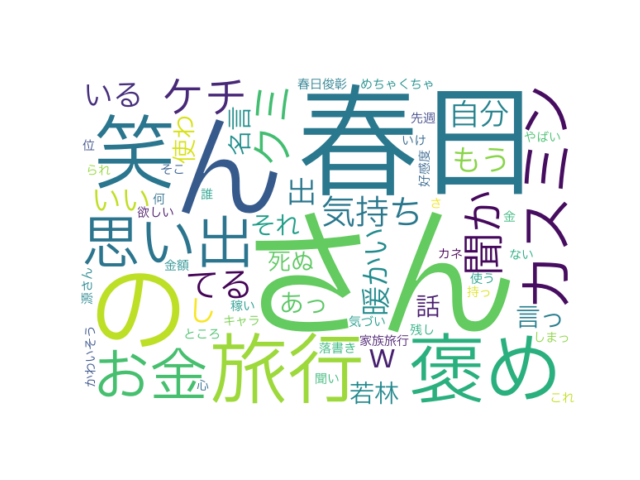 春日俊彰
めちゃくちゃ
いる
ケチ
クミ
名言
使わ
先週
自分
やばい
カスミン
春日
笑
ん
位
られ
そこ
もう
いけ
好感度
いい
何
誰
出
気持ち
聞か
欲しい
それ
思い出
さん
死ぬ
暖かい
カネ
金
さ
ない
源さん
金額
てる
の
し
あっ
話
使う
持っ
言っ
稼い
キャラ
気づい
残し
しまっ
ところ
旅行
落書き
家族旅行
w
褒め
かわいそう
お金
心
聞い
若林
これ